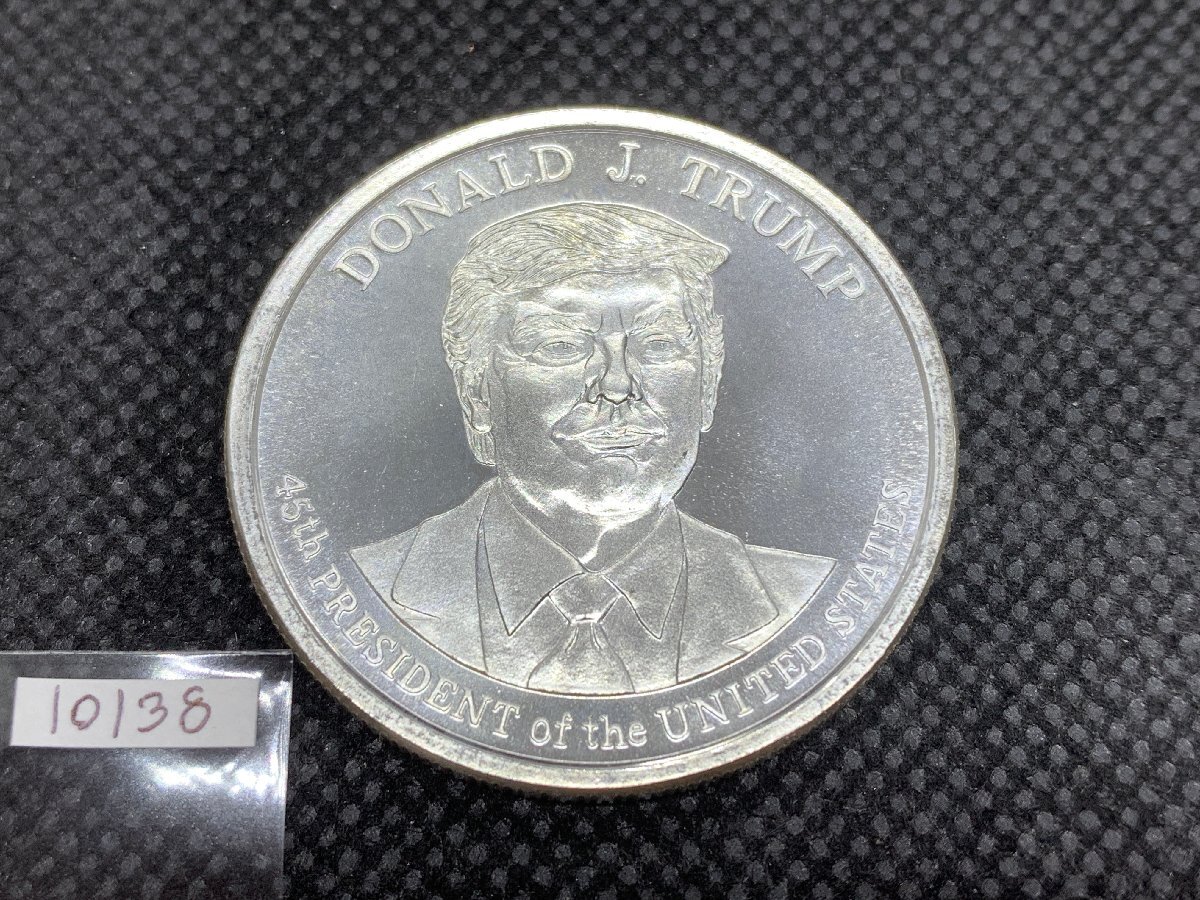 DONALD J. TRUMP
45th PRESIDENT of the UNITED STATES
10138